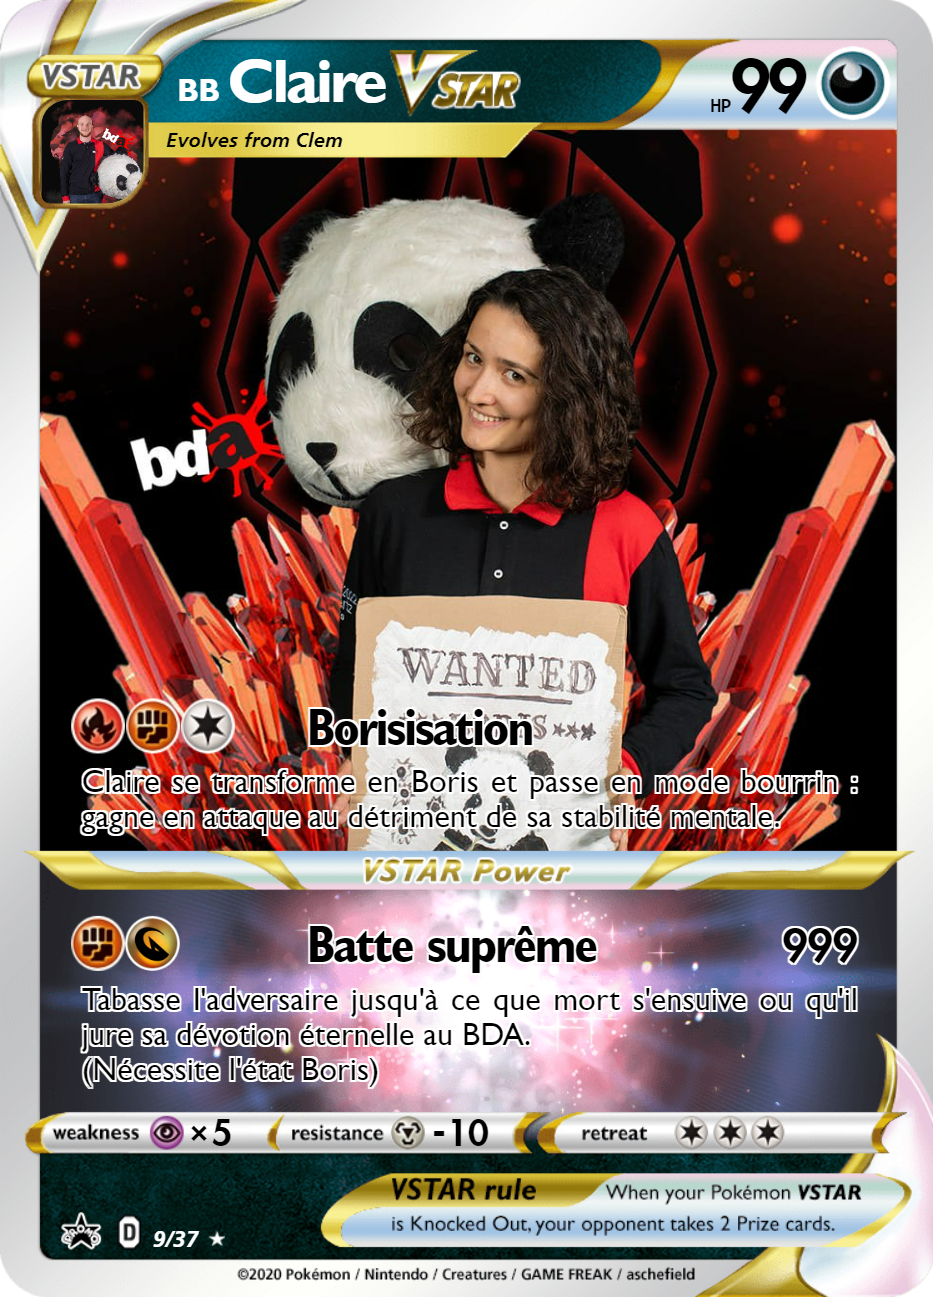 VSTAR
BB Claire VSTAR
HP 99
Evolves from Clem
bd
bda
WANTED
Borisisation
Claire se transforme en Boris et passe en mode bourrin :
gagne en attaque au détriment de sa stabilité mentale.
VSTAR Power
Batte suprême 999
Tabasse l'adversaire jusqu'à ce que mort s'ensuive ou qu'il
jure sa dévotion éternelle au BDA.
(Nécessite l'état Boris)
weakness ×5 resistance -10 retreat
VSTAR rule When your Pokémon VSTAR
is Knocked Out, your opponent takes 2 Prize cards.
PROMO D 9/37 ★
©2020 Pokémon / Nintendo / Creatures / GAME FREAK / aschefield